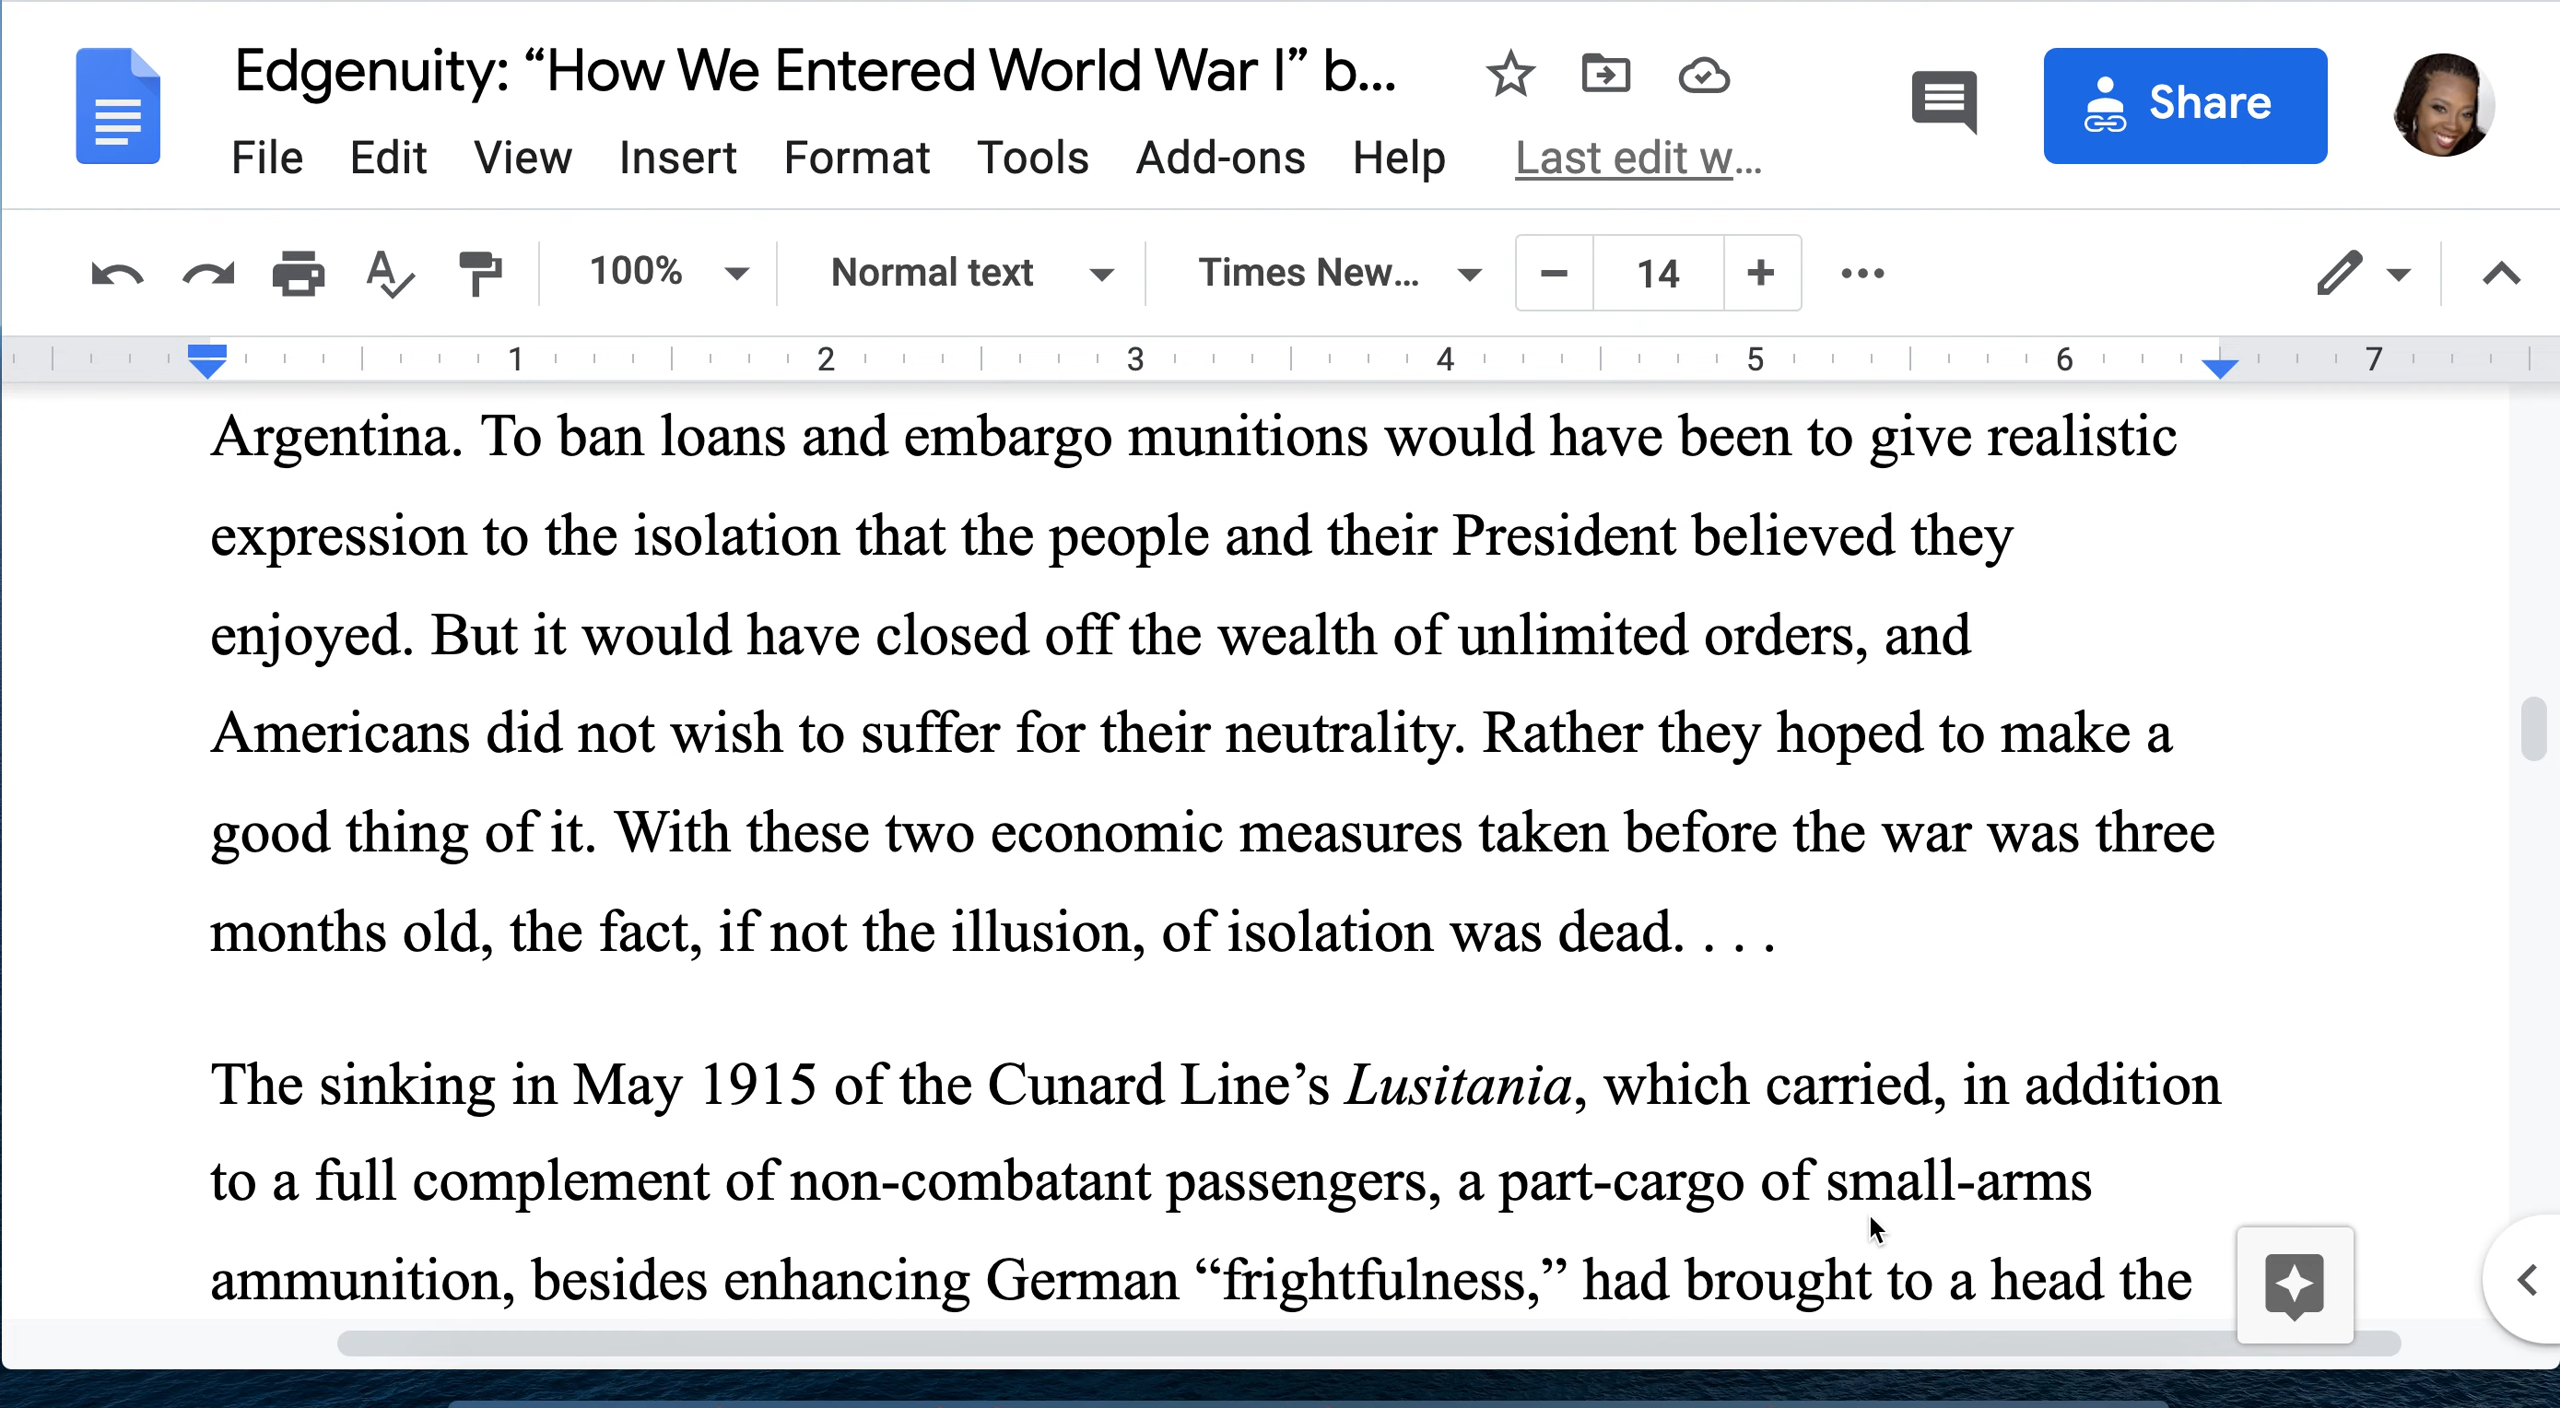 Edgenuity: “How We Entered World War I” b...
File Edit View Insert Format Tools Add-ons Help Last edit w...
Share
100% Normal text Times New... − 14 +
1 2 3 4 5 6 7
Argentina. To ban loans and embargo munitions would have been to give realistic
expression to the isolation that the people and their President believed they
enjoyed. But it would have closed off the wealth of unlimited orders, and
Americans did not wish to suffer for their neutrality. Rather they hoped to make a
good thing of it. With these two economic measures taken before the war was three
months old, the fact, if not the illusion, of isolation was dead. . . .
The sinking in May 1915 of the Cunard Line’s Lusitania, which carried, in addition
to a full complement of non-combatant passengers, a part-cargo of small-arms
ammunition, besides enhancing German “frightfulness,” had brought to a head the